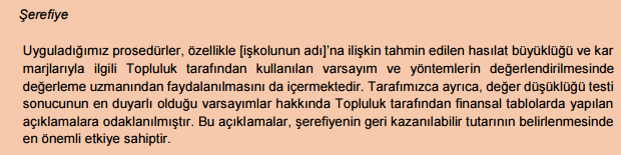 Şerefiye
Uyguladığımız prosedürler, özellikle [işkolunun adı]’na ilişkin tahmin edilen hasılat büyüklüğü ve kar
marjlarıyla ilgili Topluluk tarafından kullanılan varsayım ve yöntemlerin değerlendirilmesinde
değerleme uzmanından faydalanılmasını da içermektedir. Tarafımızca ayrıca, değer düşüklüğü testi
sonucunun en duyarlı olduğu varsayımlar hakkında Topluluk tarafından finansal tablolarda yapılan
açıklamalara odaklanılmıştır. Bu açıklamalar, şerefiyenin geri kazanılabilir tutarının belirlenmesinde
en önemli etkiye sahiptir.